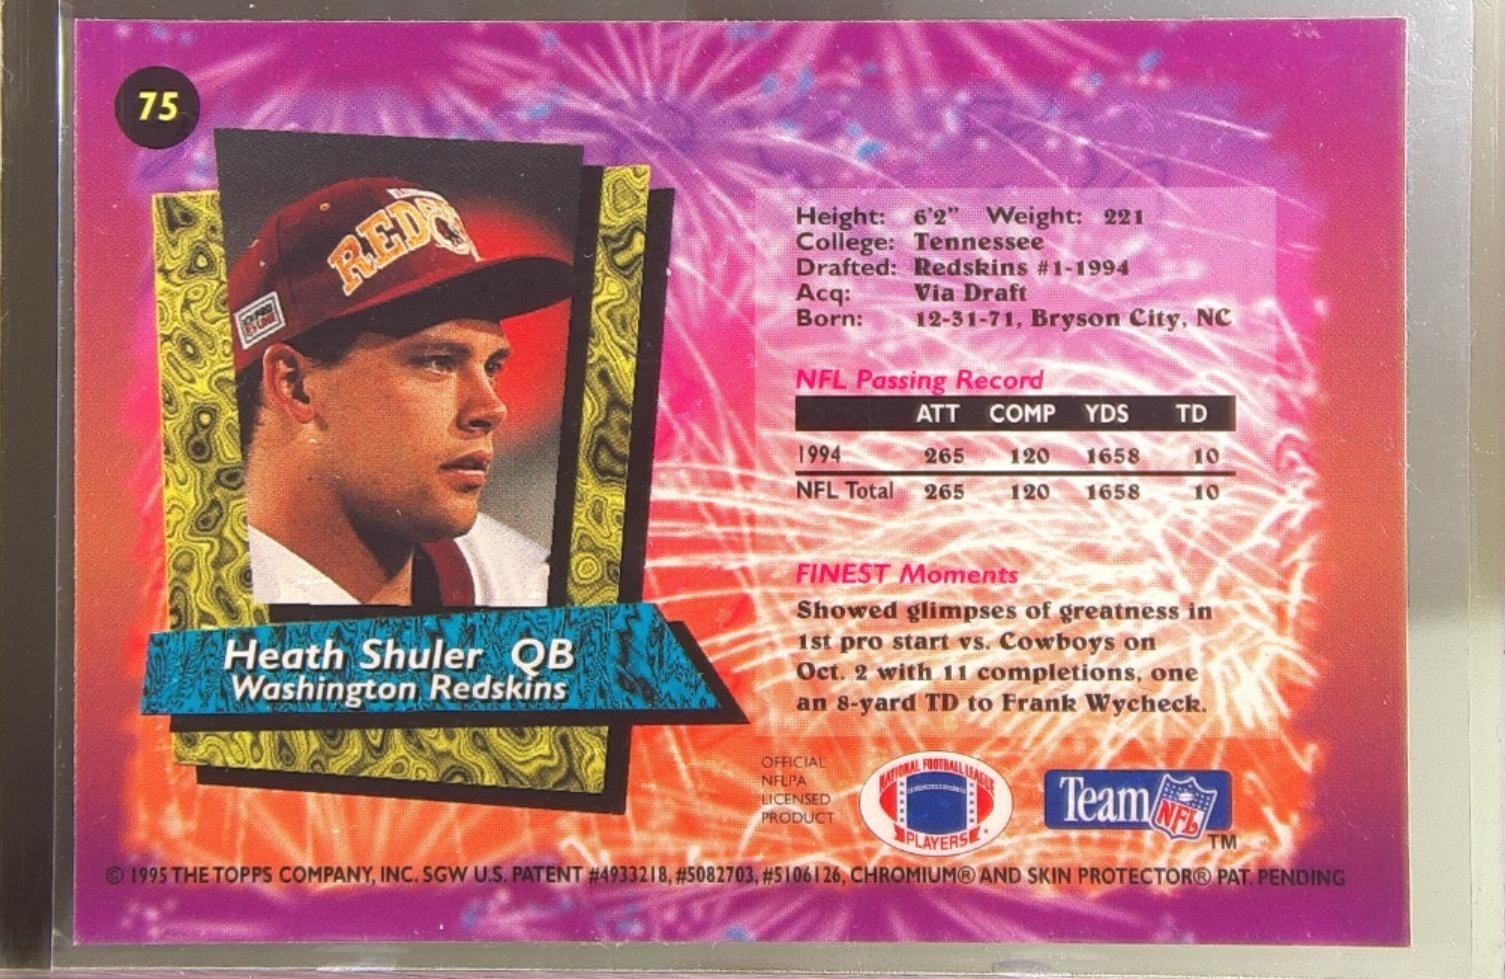 75
REDS
Height: 6'2" Weight: 221
College: Tennessee
Drafted: Redskins #1-1994
Acq: Via Draft
Born: 12-31-71, Bryson City, NC
NFL Passing Record
ATT COMP YDS TD
1994 265 120 1658 10
NFL Total 265 120 1658 10
FINEST Moments
Showed glimpses of greatness in
1st pro start vs. Cowboys on
Oct. 2 with 11 completions, one
an 8-yard TD to Frank Wycheck.
Heath Shuler QB
Washington Redskins
OFFICIAL
NFLPA
LICENSED
PRODUCT
NATIONAL FOOTBALL LEAGUE
PLAYERS
Team NFL
TM
© 1995 THE TOPPS COMPANY, INC. SGW U.S. PATENT #4933218, #5082703, #5106126, CHROMIUM® AND SKIN PROTECTOR® PAT. PENDING